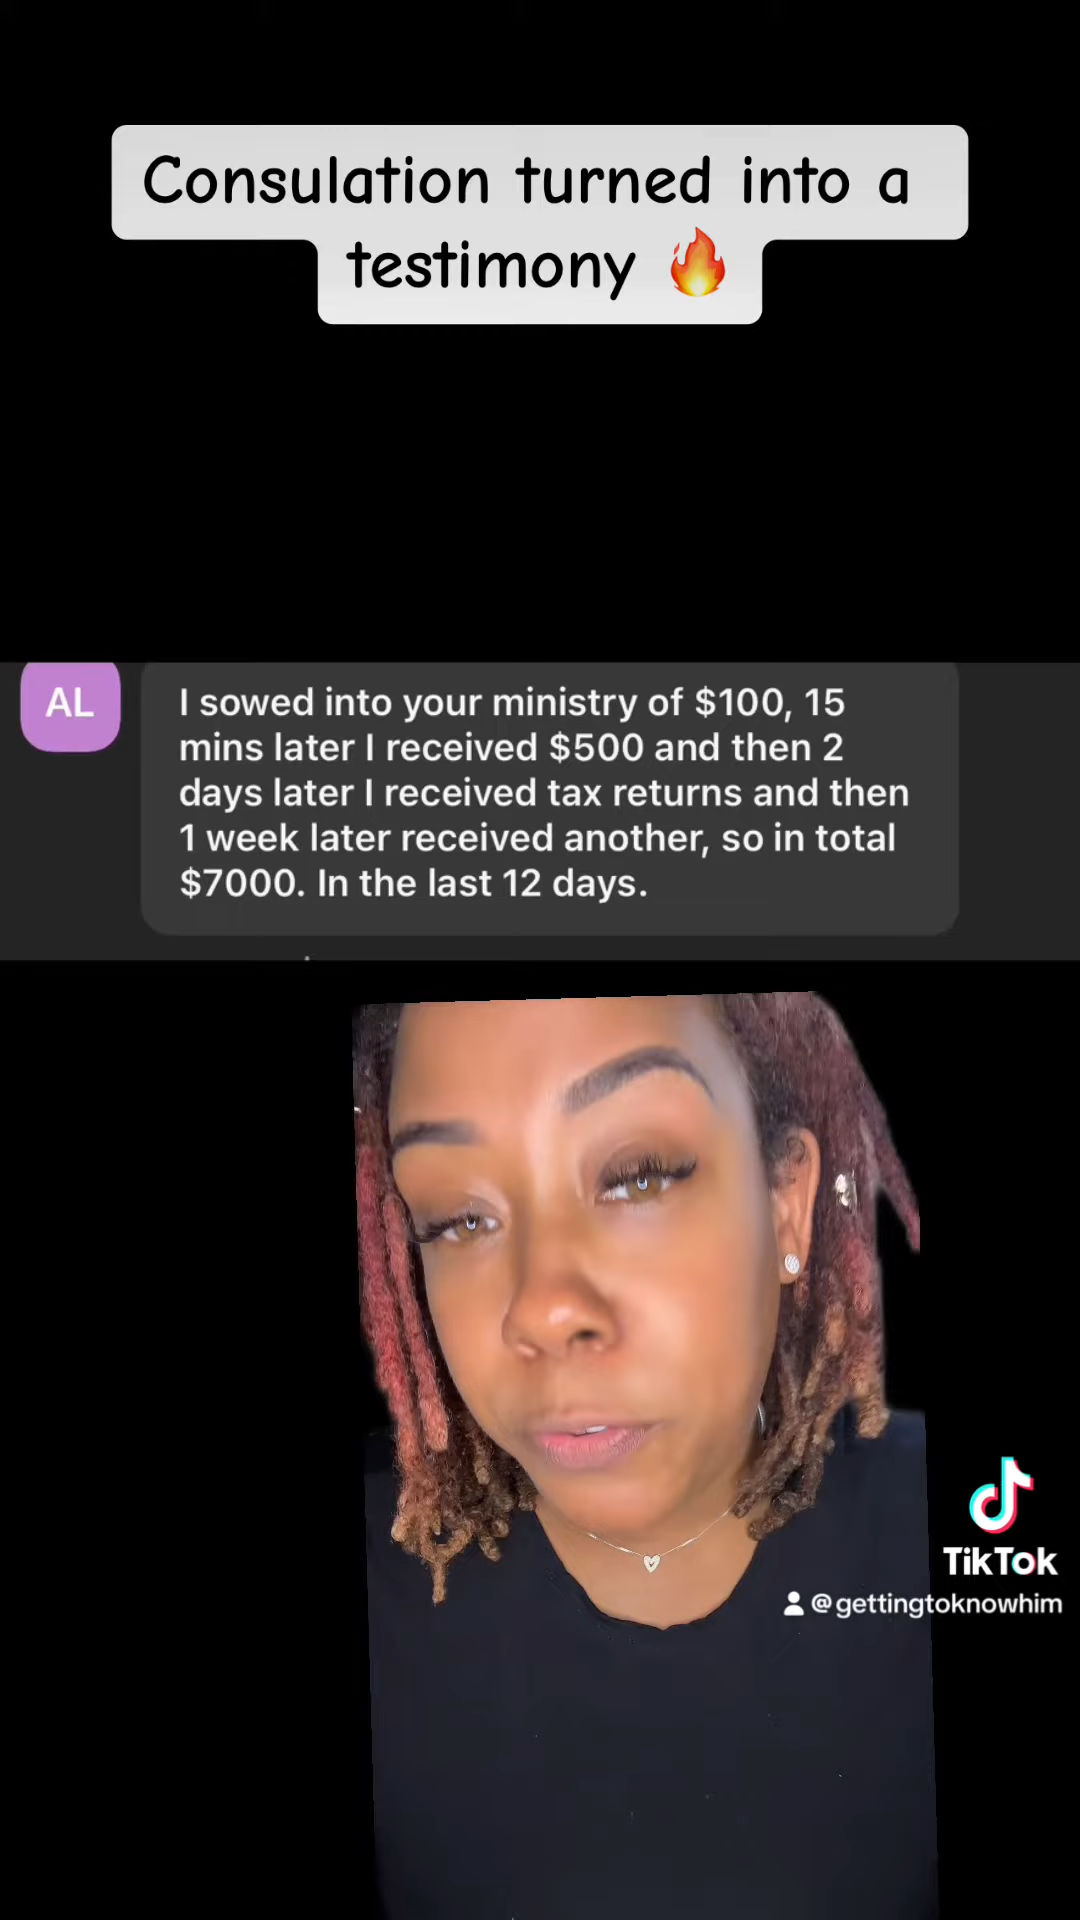 Consulation turned into a
testimony 🔥
AL
I sowed into your ministry of $100, 15
mins later I received $500 and then 2
days later I received tax returns and then
1 week later received another, so in total
$7000. In the last 12 days.
TikTok
@gettingtoknowhim